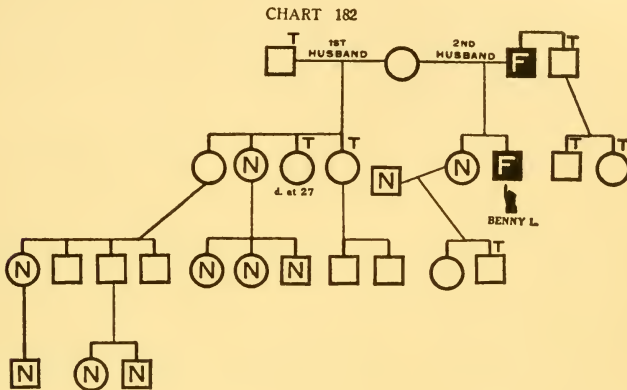 CHART 182
T 1ST HUSBAND 2ND HUSBAND F T
N T T N N F T T
d. at 27
BENNY L.
N N N N T
N N N